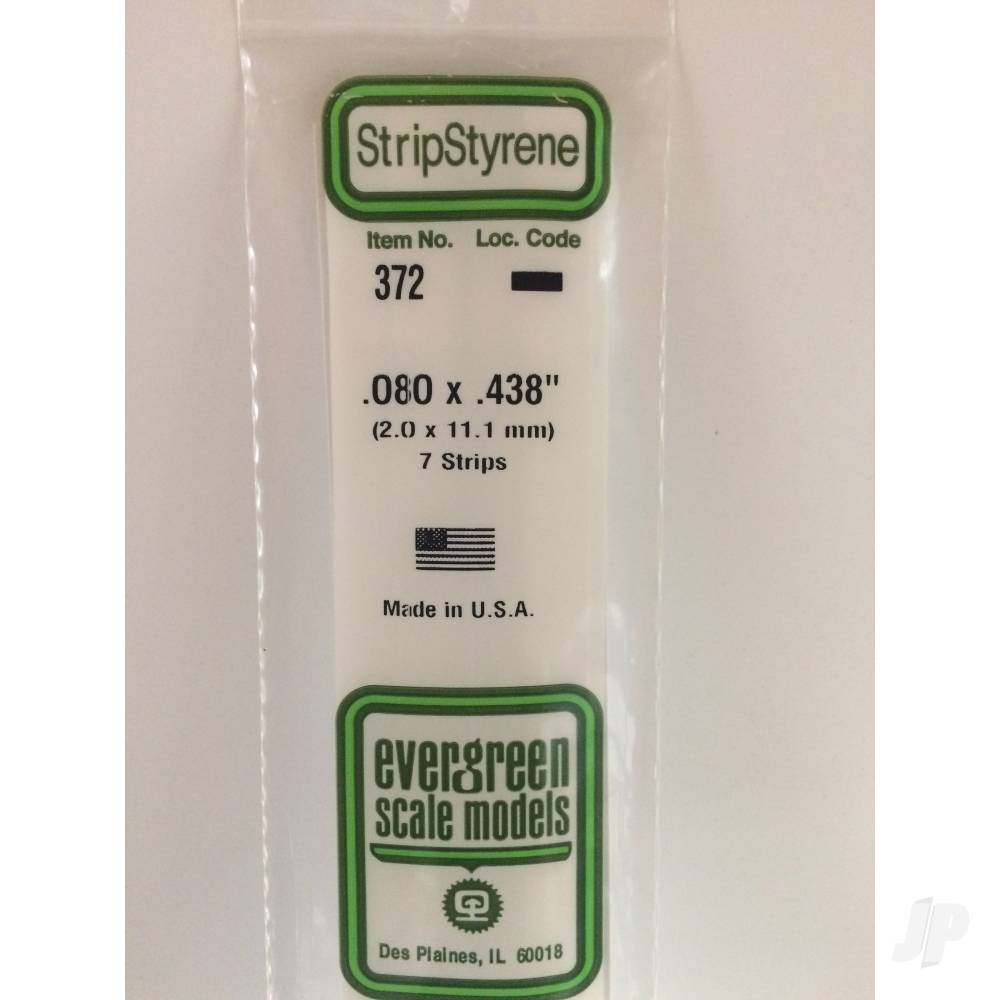 StripStyrene
Item No. Loc. Code
372
.080 x .438"
(2.0 x 11.1 mm)
7 Strips
Made in U.S.A.
evergreen
scale models
Des Plaines, IL 60018
JP